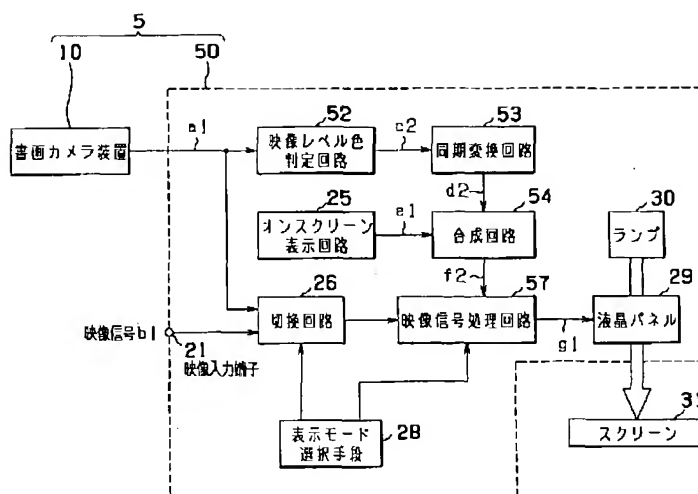 5
10
50
書画カメラ装置
a1
52
映像レベル色
判定回路
c2
53
同期変換回路
d2
25
オンスクリーン
表示回路
e1
54
合成回路
f2
30
ランプ
26
切換回路
57
映像信号処理回路
g1
29
液晶パネル
映像信号b1
21
映像入力端子
表示モード
選択手段
28
31
スクリーン